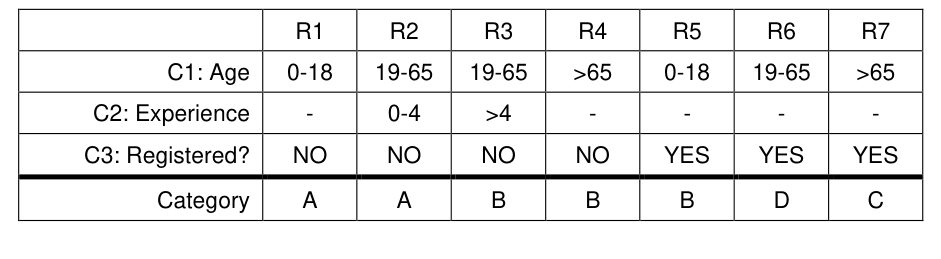 R1 R2 R3 R4 R5 R6 R7
C1: Age 0-18 19-65 19-65 >65 0-18 19-65 >65
C2: Experience - 0-4 >4 - - - -
C3: Registered? NO NO NO NO YES YES YES
Category A A B B B D C